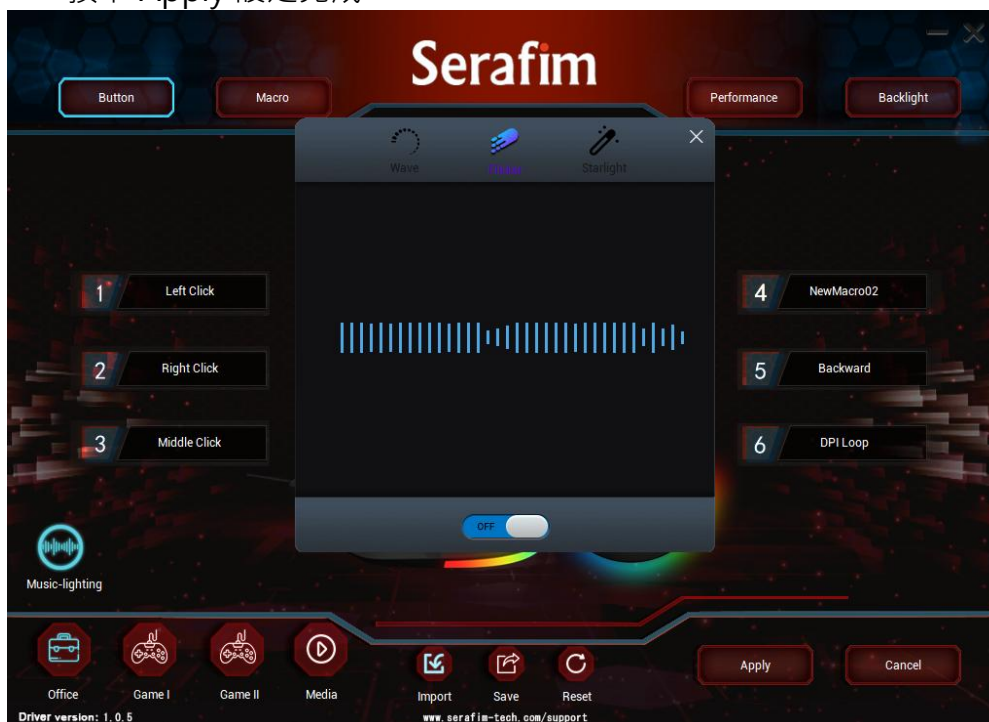 Apply
Serafim
Button
Macro
Performance
Backlight
Wave
Starlight
1 Left Click
4 NewMacro02
2 Right Click
5 Backward
3 Middle Click
6 DPI Loop
OFF
Music-lighting
Apply
Cancel
Office
Game I
Game II
Media
Import
Save
Reset
Driver version: 1.0.5
www.serafim-tech.com/support